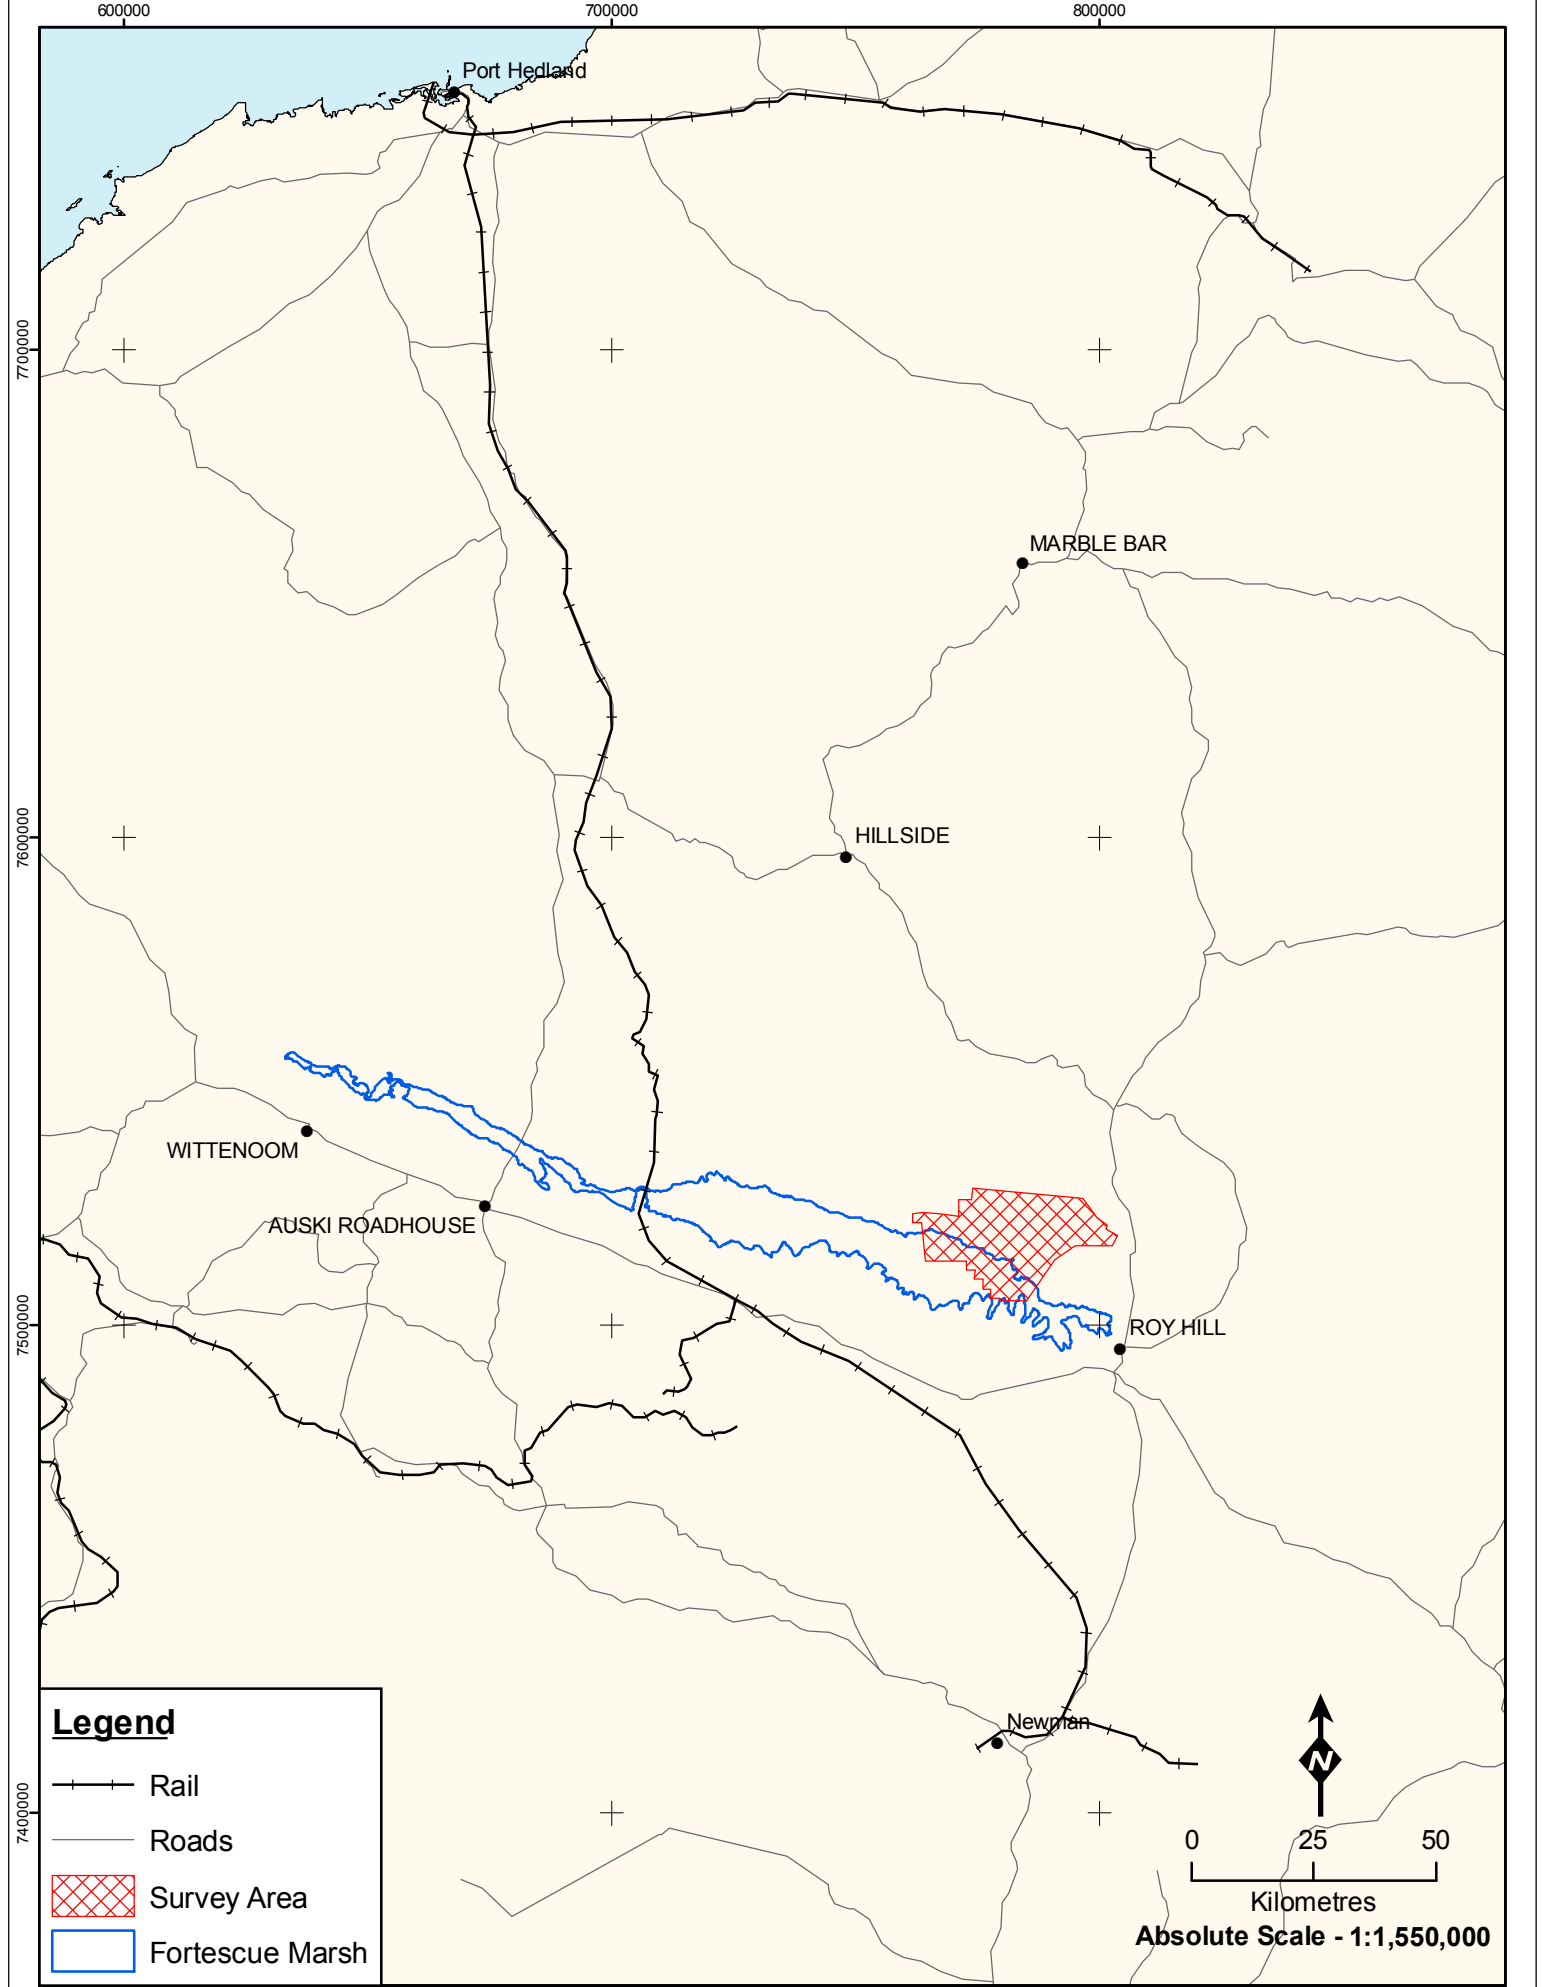 600000
700000
800000
Port Hedland
7700000
MARBLE BAR
HILLSIDE
7600000
WITTENOOM
AUSKI ROADHOUSE
ROY HILL
7500000
Newman
7400000
Legend
Rail
Roads
Survey Area
Fortescue Marsh
N
0 25 50
Kilometres
Absolute Scale - 1:1,550,000